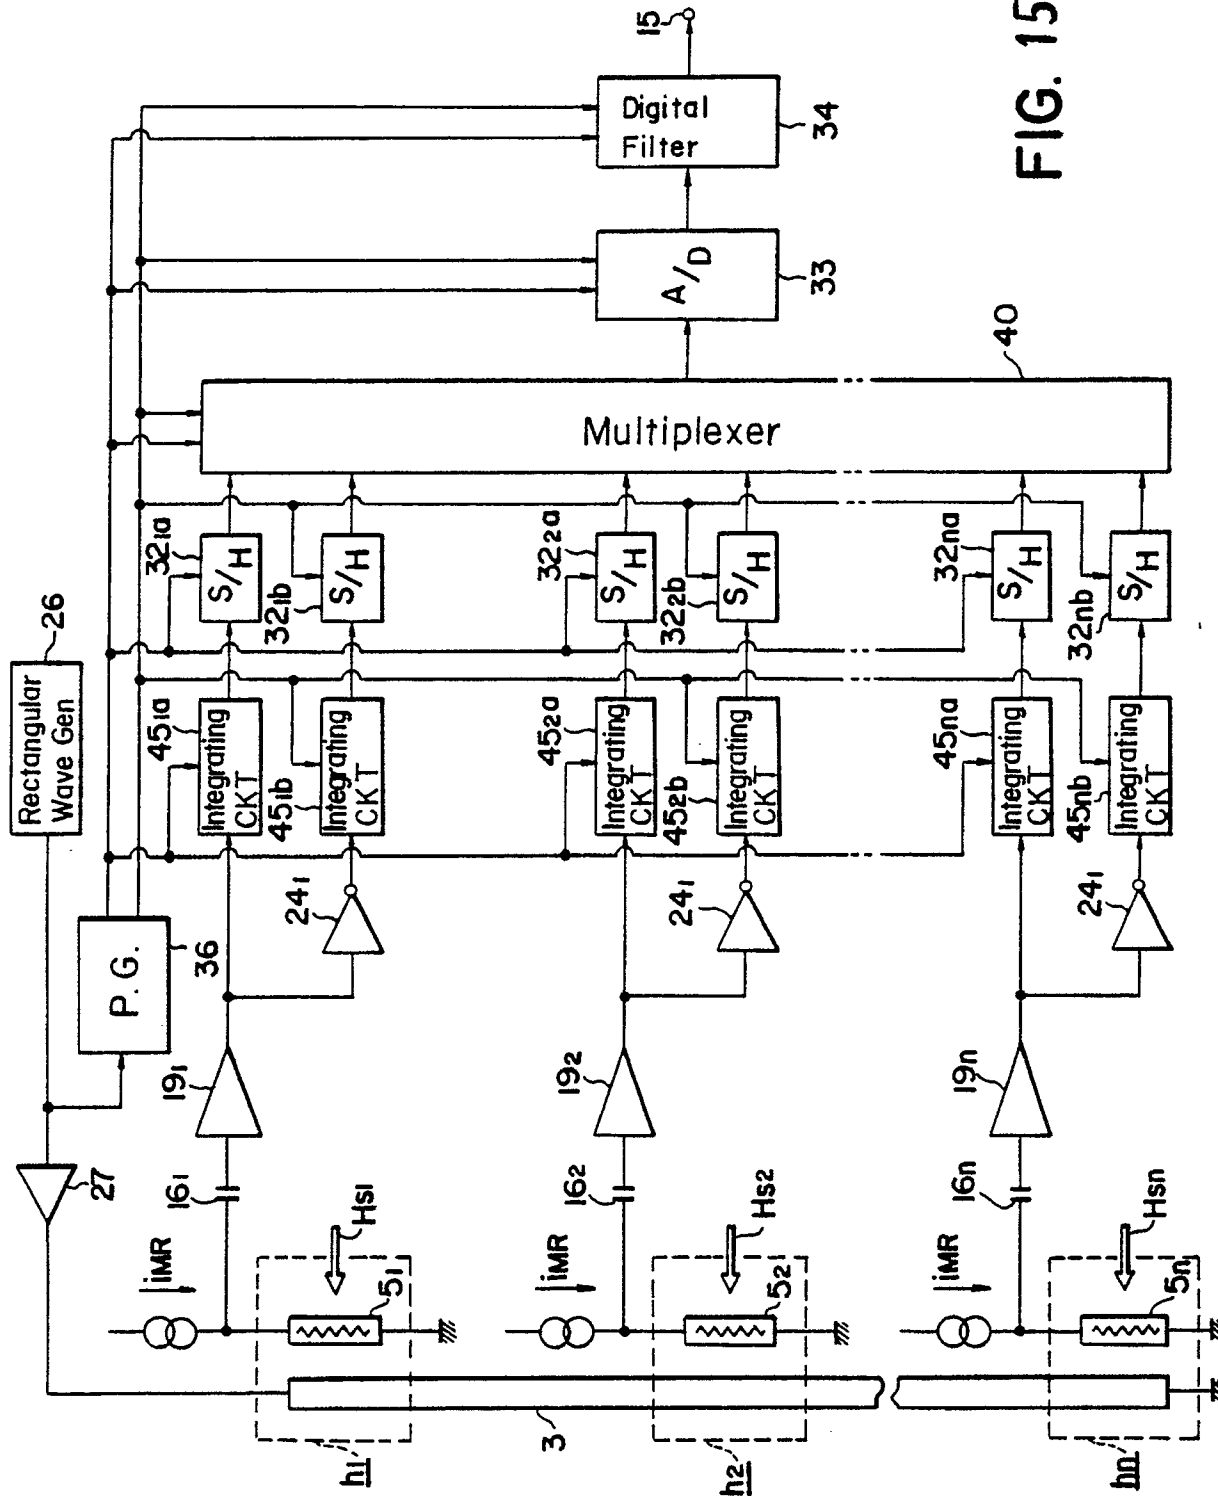 FIG. 15
15
Digital
Filter
34
A/D
33
40
Multiplexer
26
Rectangular
Wave Gen
P.G.
36
27
321a
S/H
321b
S/H
322a
S/H
322b
S/H
32na
S/H
32nb
S/H
451a
Integrating
CKT
451b
Integrating
CKT
452a
Integrating
CKT
452b
Integrating
CKT
45na
Integrating
CKT
45nb
Integrating
CKT
241
241
241
191
192
19n
161
162
16n
iMR
Hs1
51
iMR
Hs2
52
iMR
Hsn
5n
3
h1
h2
hn